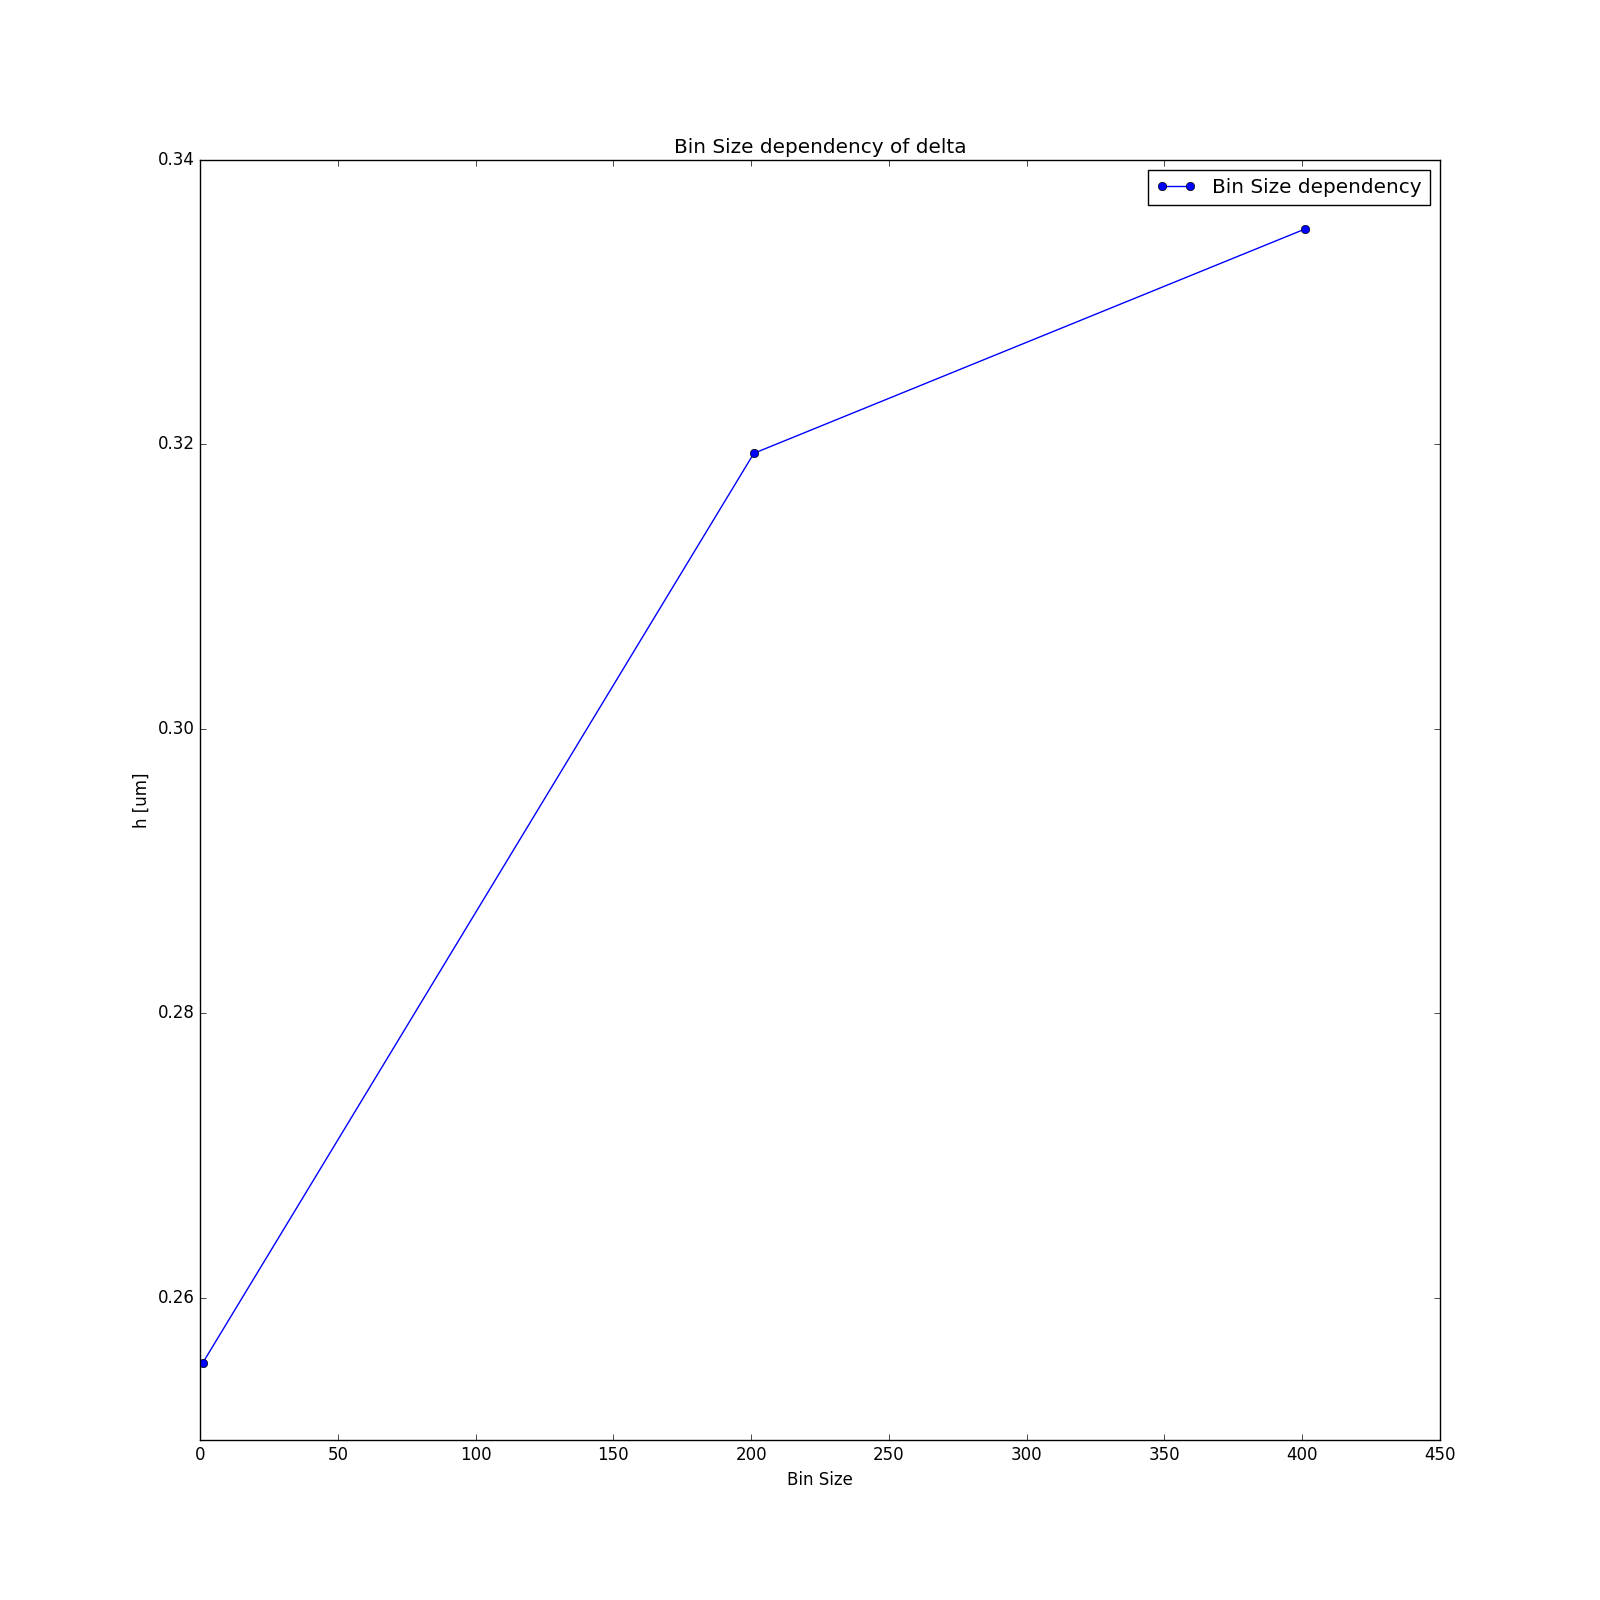 Bin Size dependency of delta
Bin Size dependency
0.34
0.32
0.30
0.28
0.26
h [um]
0 50 100 150 200 250 300 350 400 450
Bin Size